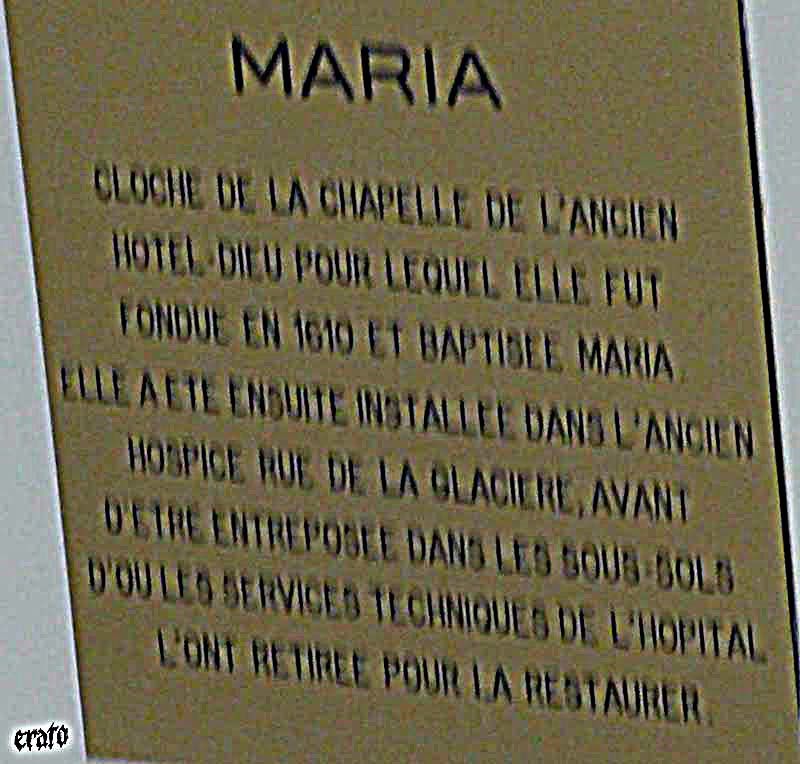 MARIA
CLOCHE DE LA CHAPELLE DE L'ANCIEN
HOTEL-DIEU POUR LEQUEL ELLE FUT
FONDUE EN 1610 ET BAPTISEE MARIA.
ELLE A ETE ENSUITE INSTALLEE DANS L'ANCIEN
HOSPICE RUE DE LA GLACIERE, AVANT
D'ETRE ENTREPOSEE DANS LES SOUS-SOLS
D'OU LES SERVICES TECHNIQUES DE L'HOPITAL
L'ONT RETIREE POUR LA RESTAURER.
erato